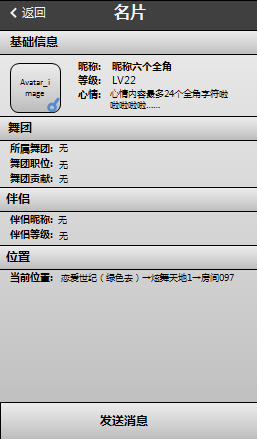 返回
名片
基础信息
Avatar_i
mage
昵称: 昵称六个全角
等级: LV22
心情: 心情内容最多24个全角字符啦
啦啦啦啦......
舞团
所属舞团: 无
舞团职位: 无
舞团贡献: 无
伴侣
伴侣昵称: 无
伴侣等级: 无
位置
当前位置: 恋爱世纪（绿色去）→炫舞天地1→房间097
发送消息